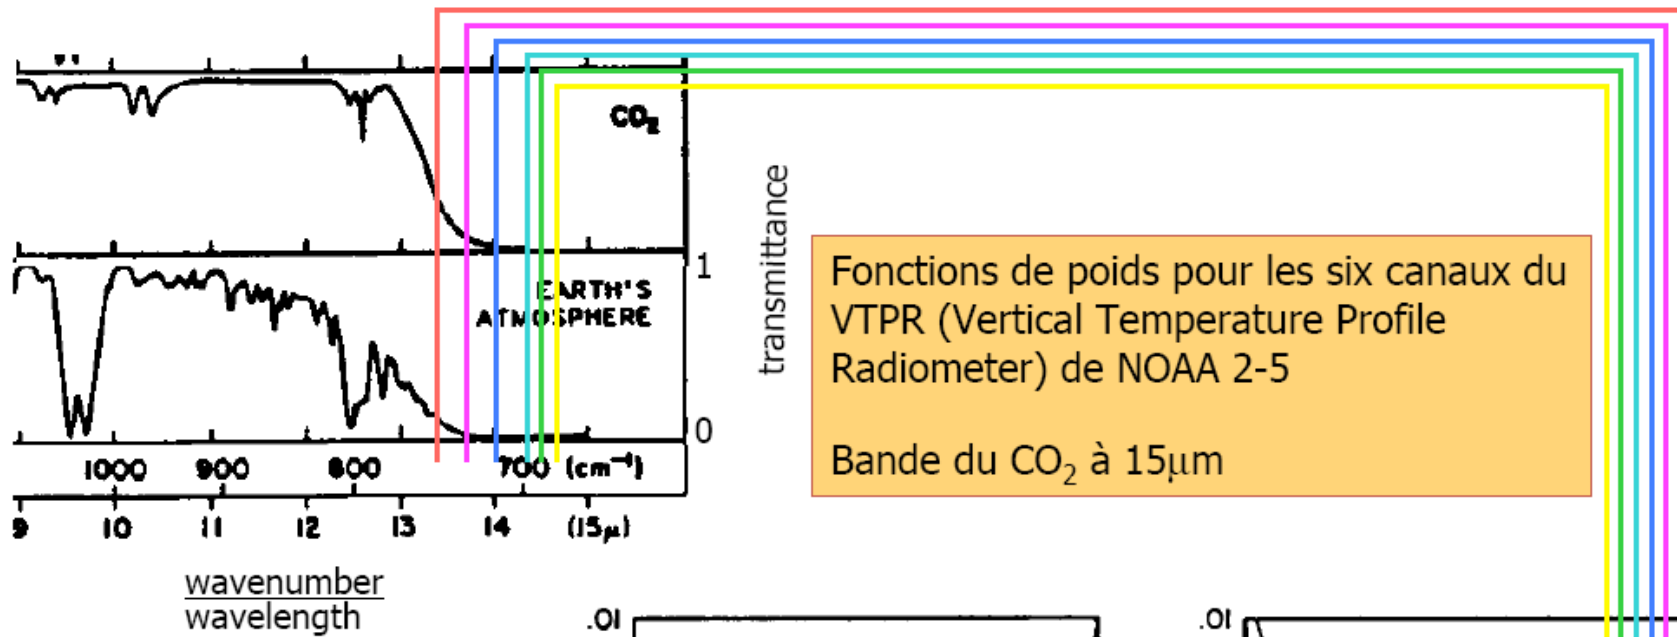 CO₂
transmittance
1
EARTH'S
ATMOSPHERE
0
Fonctions de poids pour les six canaux du
VTPR (Vertical Temperature Profile
Radiometer) de NOAA 2-5
Bande du CO₂ à 15μm
1000 900 800 700 (cm⁻¹)
9 10 11 12 13 14 (15μ)
wavenumber
wavelength
.01 .01